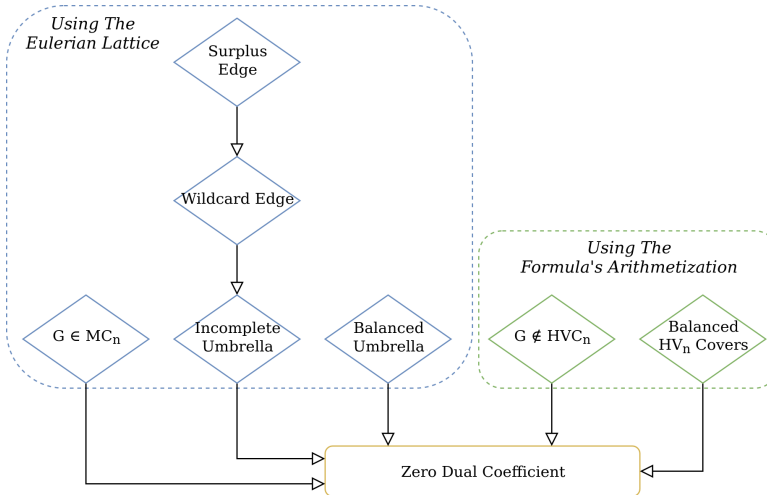 Using The
Eulerian Lattice
Surplus
Edge
Wildcard Edge
Using The
Formula's Arithmetization
G ∈ MCₙ
Incomplete
Umbrella
Balanced
Umbrella
G ∉ HVCₙ
Balanced
HVₙ Covers
Zero Dual Coefficient